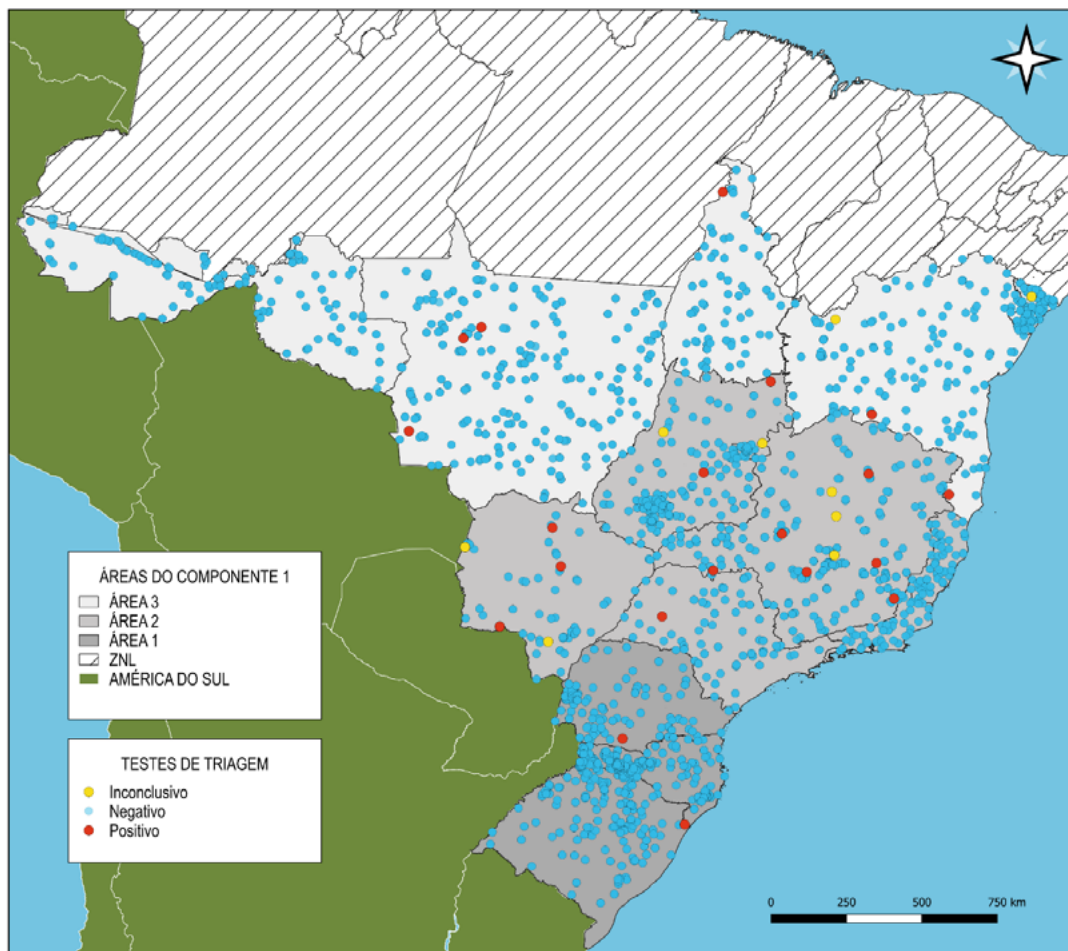 ÁREAS DO COMPONENTE 1
ÁREA 3
ÁREA 2
ÁREA 1
ZNL
AMÉRICA DO SUL
TESTES DE TRIAGEM
Inconclusivo
Negativo
Positivo
0 250 500 750 km